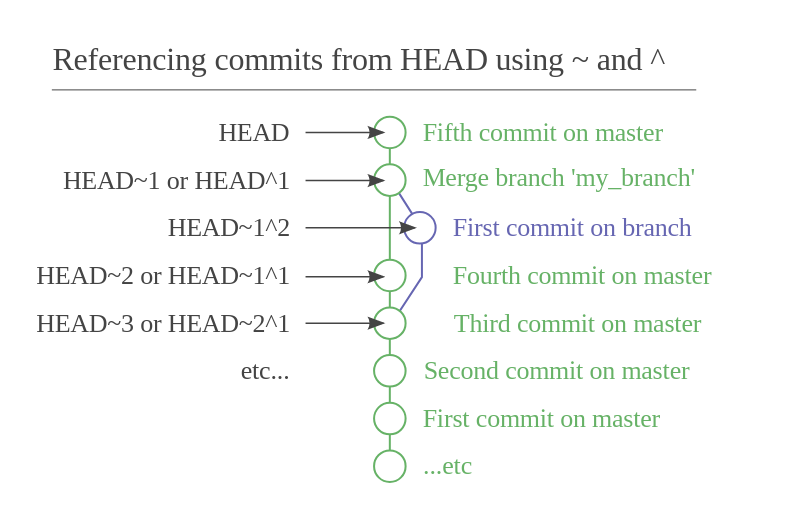 Referencing commits from HEAD using ~ and ^
HEAD Fifth commit on master
HEAD~1 or HEAD^1 Merge branch 'my_branch'
HEAD~1^2 First commit on branch
HEAD~2 or HEAD~1^1 Fourth commit on master
HEAD~3 or HEAD~2^1 Third commit on master
etc... Second commit on master
First commit on master
...etc